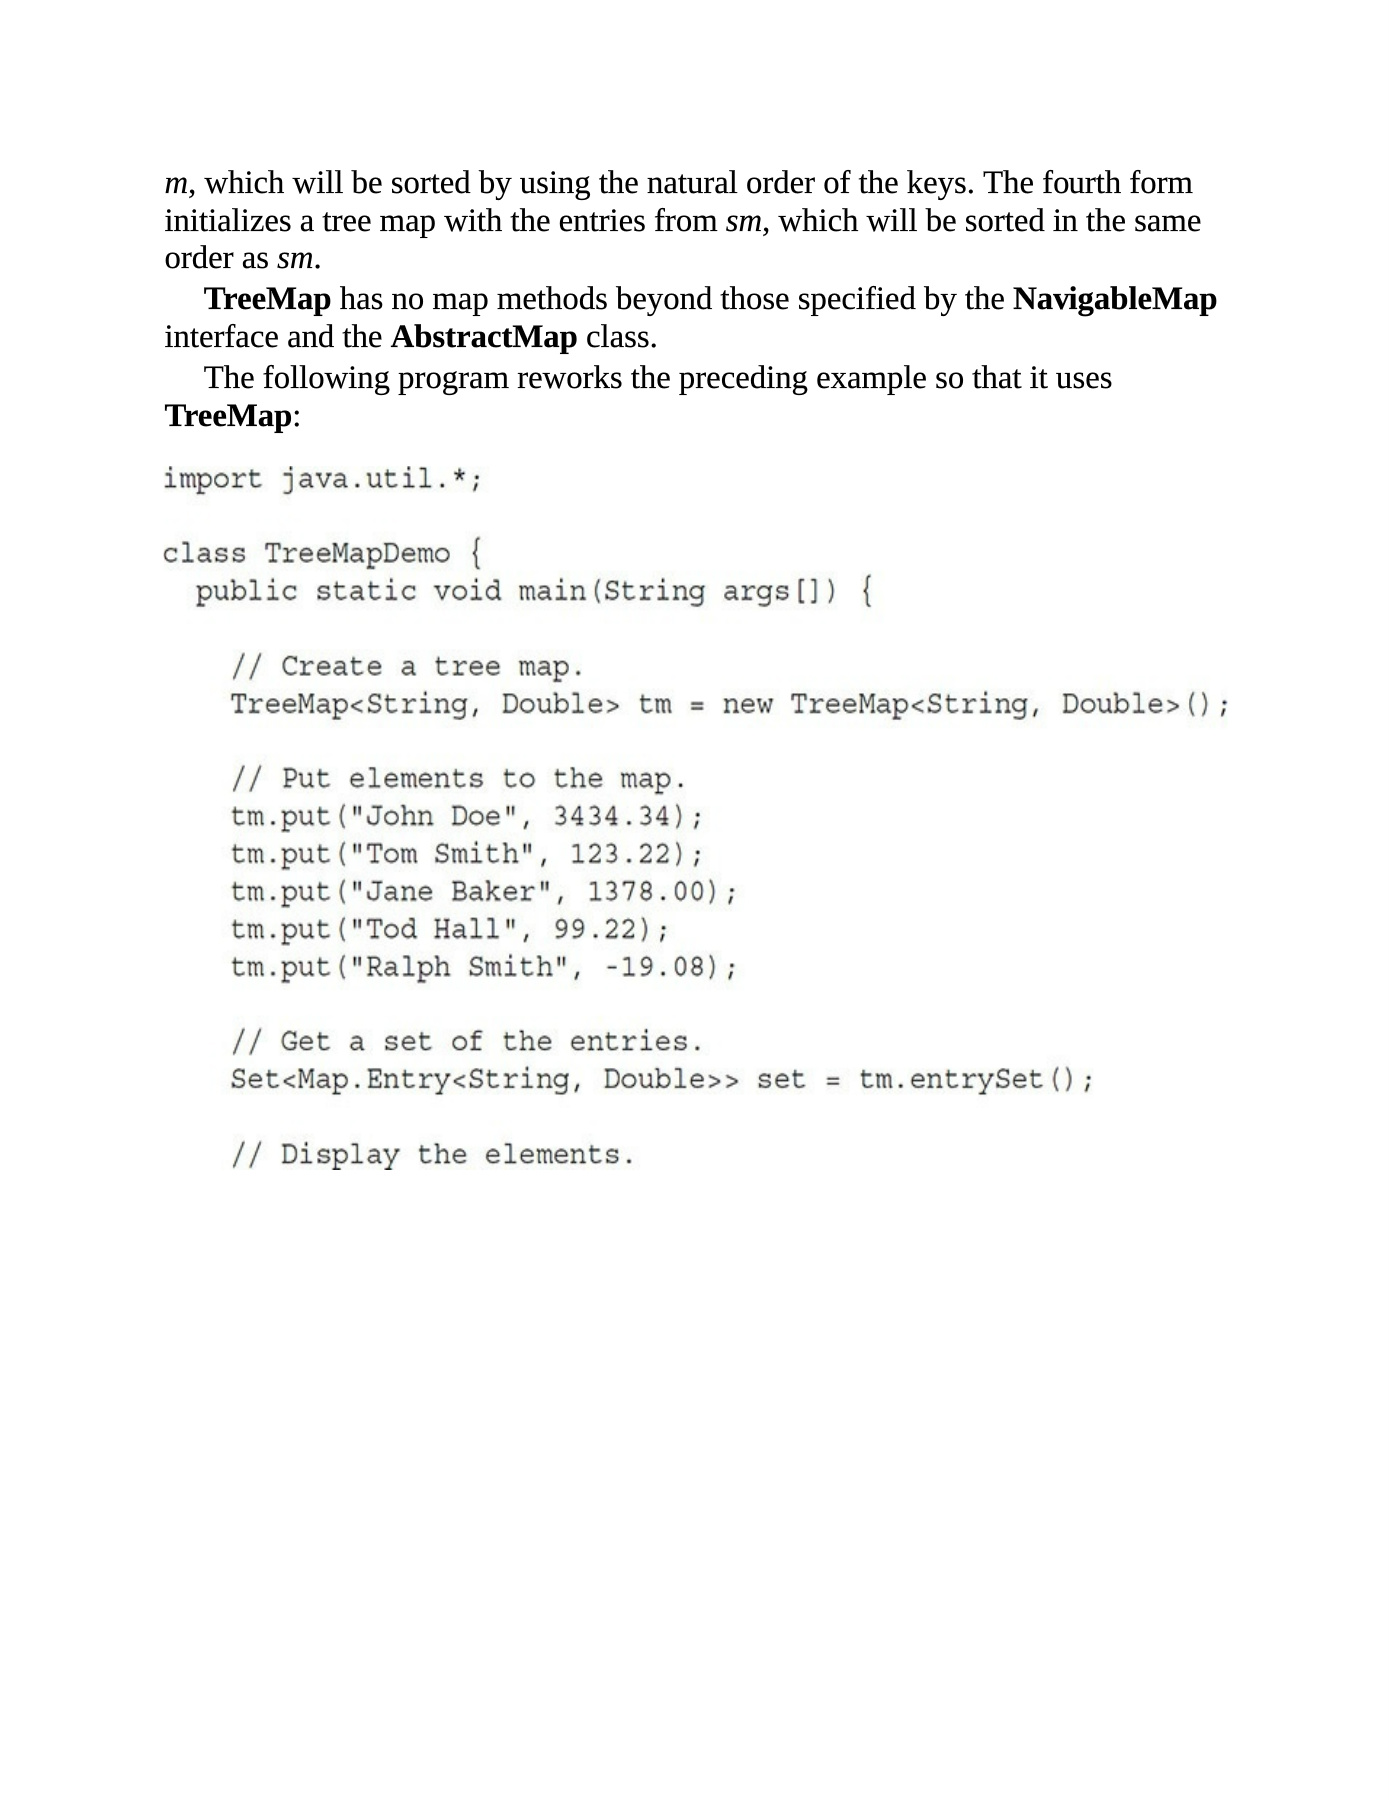 m, which will be sorted by using the natural order of the keys. The fourth form
initializes a tree map with the entries from sm, which will be sorted in the same
order as sm.
TreeMap has no map methods beyond those specified by the NavigableMap
interface and the AbstractMap class.
The following program reworks the preceding example so that it uses
TreeMap:
import java.util.*;
class TreeMapDemo {
public static void main(String args[]) {
// Create a tree map.
TreeMap<String, Double> tm = new TreeMap<String, Double>();
// Put elements to the map.
tm.put("John Doe", 3434.34);
tm.put("Tom Smith", 123.22);
tm.put("Jane Baker", 1378.00);
tm.put("Tod Hall", 99.22);
tm.put("Ralph Smith", -19.08);
// Get a set of the entries.
Set<Map.Entry<String, Double>> set = tm.entrySet();
// Display the elements.